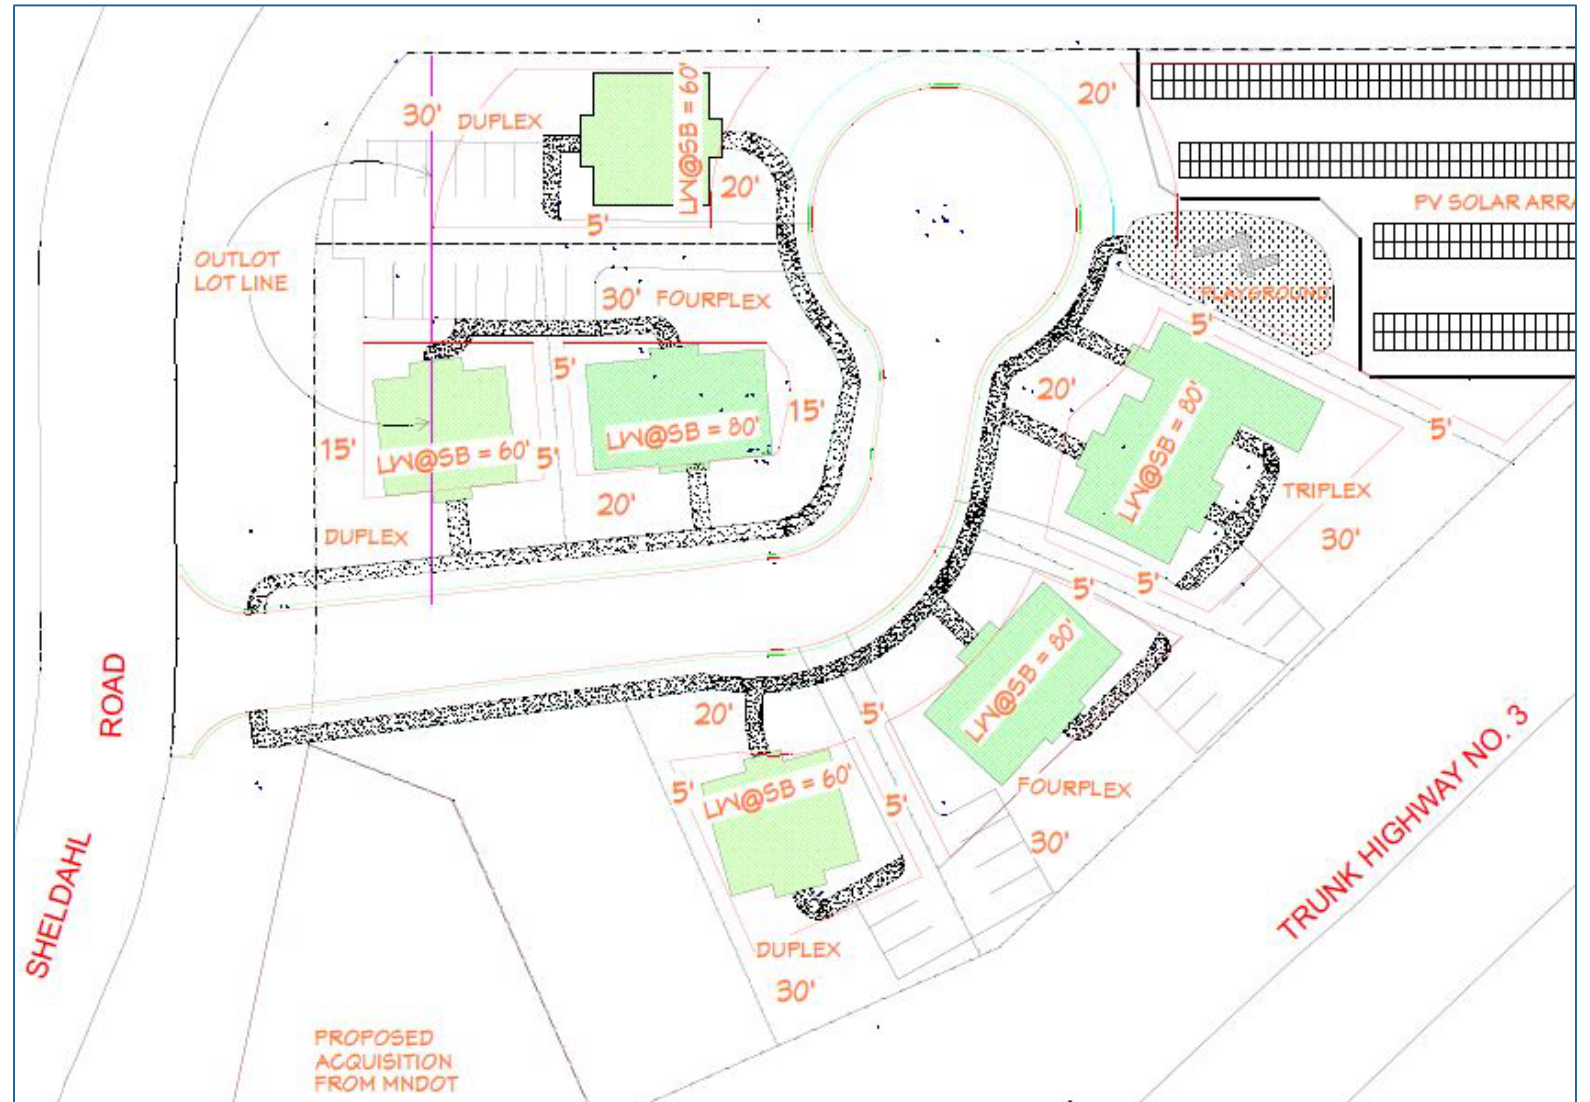 30'
DUPLEX
LW@SB = 60'
20'
5'
20'
PV SOLAR ARRA
OUTLOT
LOT LINE
30' FOURPLEX
PLAYGROUND
5'
5'
LW@SB = 80'
15'
15'
LW@SB = 60'
5'
20'
DUPLEX
20'
LW@SB = 80'
5'
TRIPLEX
30'
5'
5'
ROAD
SHELDAHL
20'
5'
LW@SB = 80'
5'
LW@SB = 60'
5'
FOURPLEX
30'
DUPLEX
30'
TRUNK HIGHWAY NO. 3
PROPOSED
ACQUISITION
FROM MNDOT